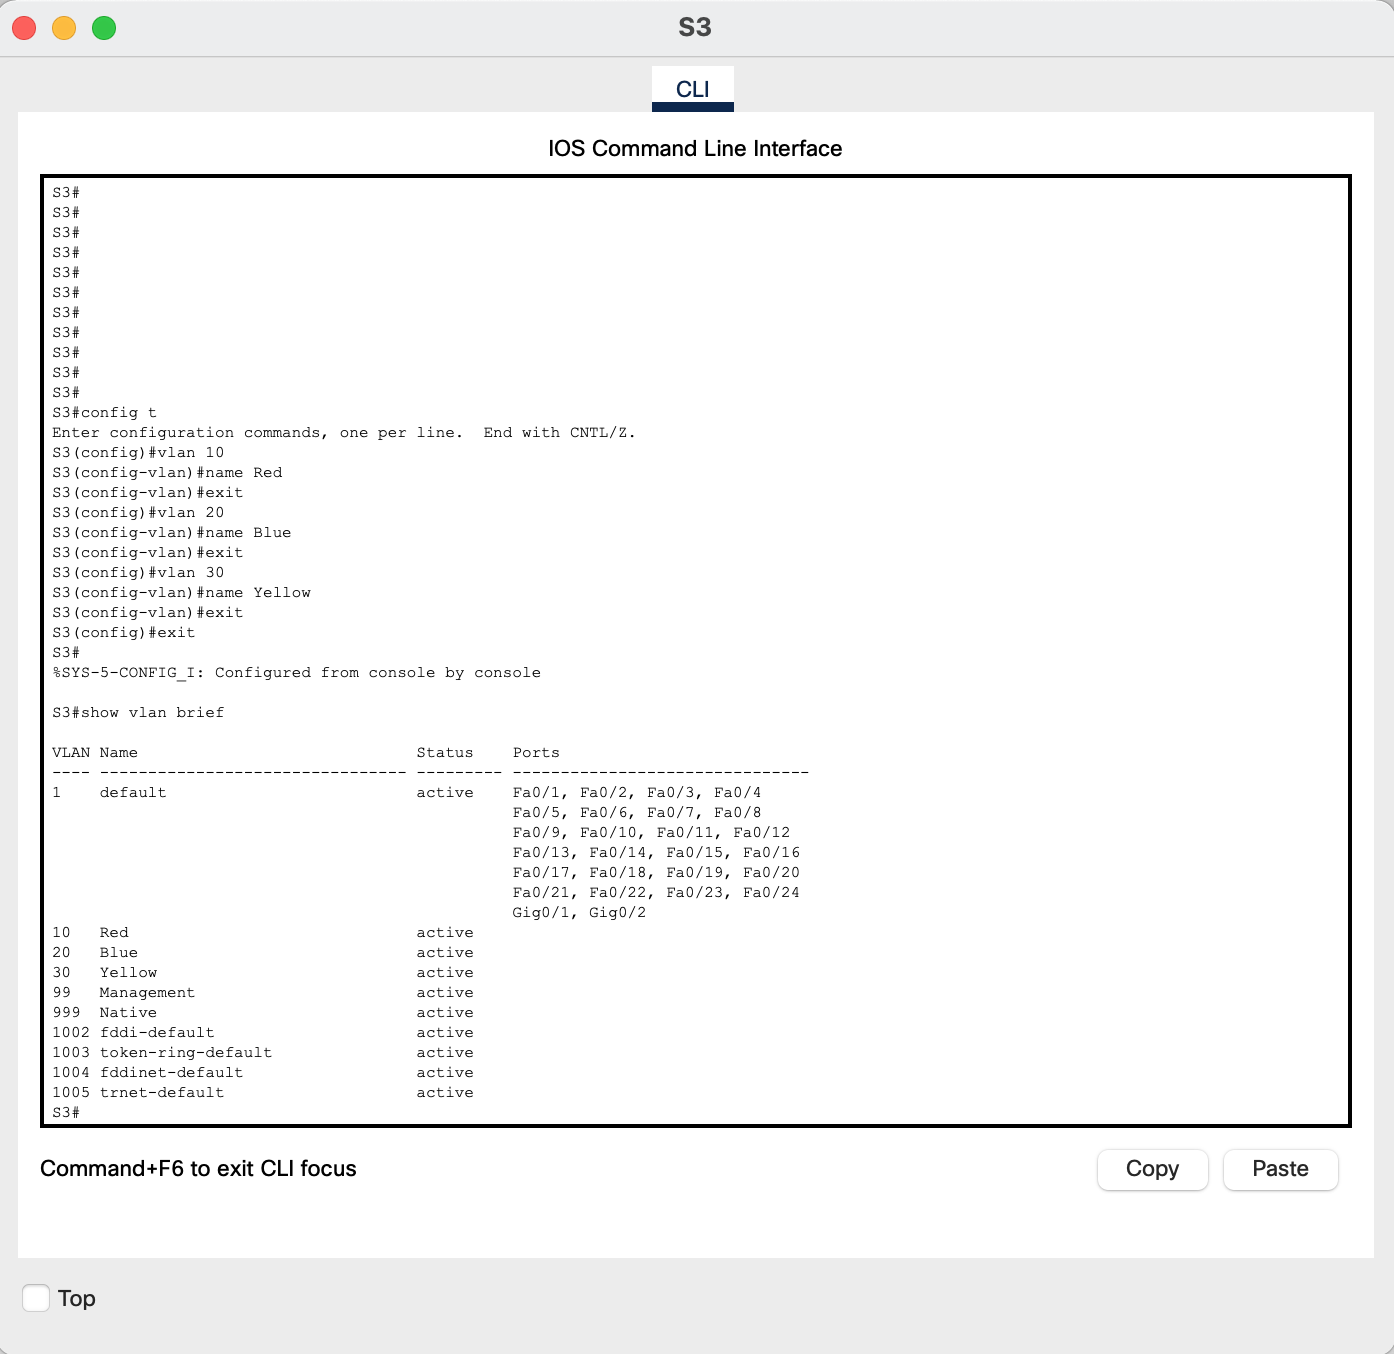 S3
CLI
IOS Command Line Interface
S3#
S3#
S3#
S3#
S3#
S3#
S3#
S3#
S3#
S3#
S3#
S3#config t
Enter configuration commands, one per line.  End with CNTL/Z.
S3(config)#vlan 10
S3(config-vlan)#name Red
S3(config-vlan)#exit
S3(config)#vlan 20
S3(config-vlan)#name Blue
S3(config-vlan)#exit
S3(config)#vlan 30
S3(config-vlan)#name Yellow
S3(config-vlan)#exit
S3(config)#exit
S3#
%SYS-5-CONFIG_I: Configured from console by console
S3#show vlan brief
VLAN Name                             Status    Ports
---- -------------------------------- --------- -------------------------------
1    default                          active    Fa0/1, Fa0/2, Fa0/3, Fa0/4
                                                Fa0/5, Fa0/6, Fa0/7, Fa0/8
                                                Fa0/9, Fa0/10, Fa0/11, Fa0/12
                                                Fa0/13, Fa0/14, Fa0/15, Fa0/16
                                                Fa0/17, Fa0/18, Fa0/19, Fa0/20
                                                Fa0/21, Fa0/22, Fa0/23, Fa0/24
                                                Gig0/1, Gig0/2
10   Red                              active
20   Blue                             active
30   Yellow                           active
99   Management                       active
999  Native                           active
1002 fddi-default                     active
1003 token-ring-default               active
1004 fddinet-default                  active
1005 trnet-default                    active
S3#
Command+F6 to exit CLI focus
Copy
Paste
Top